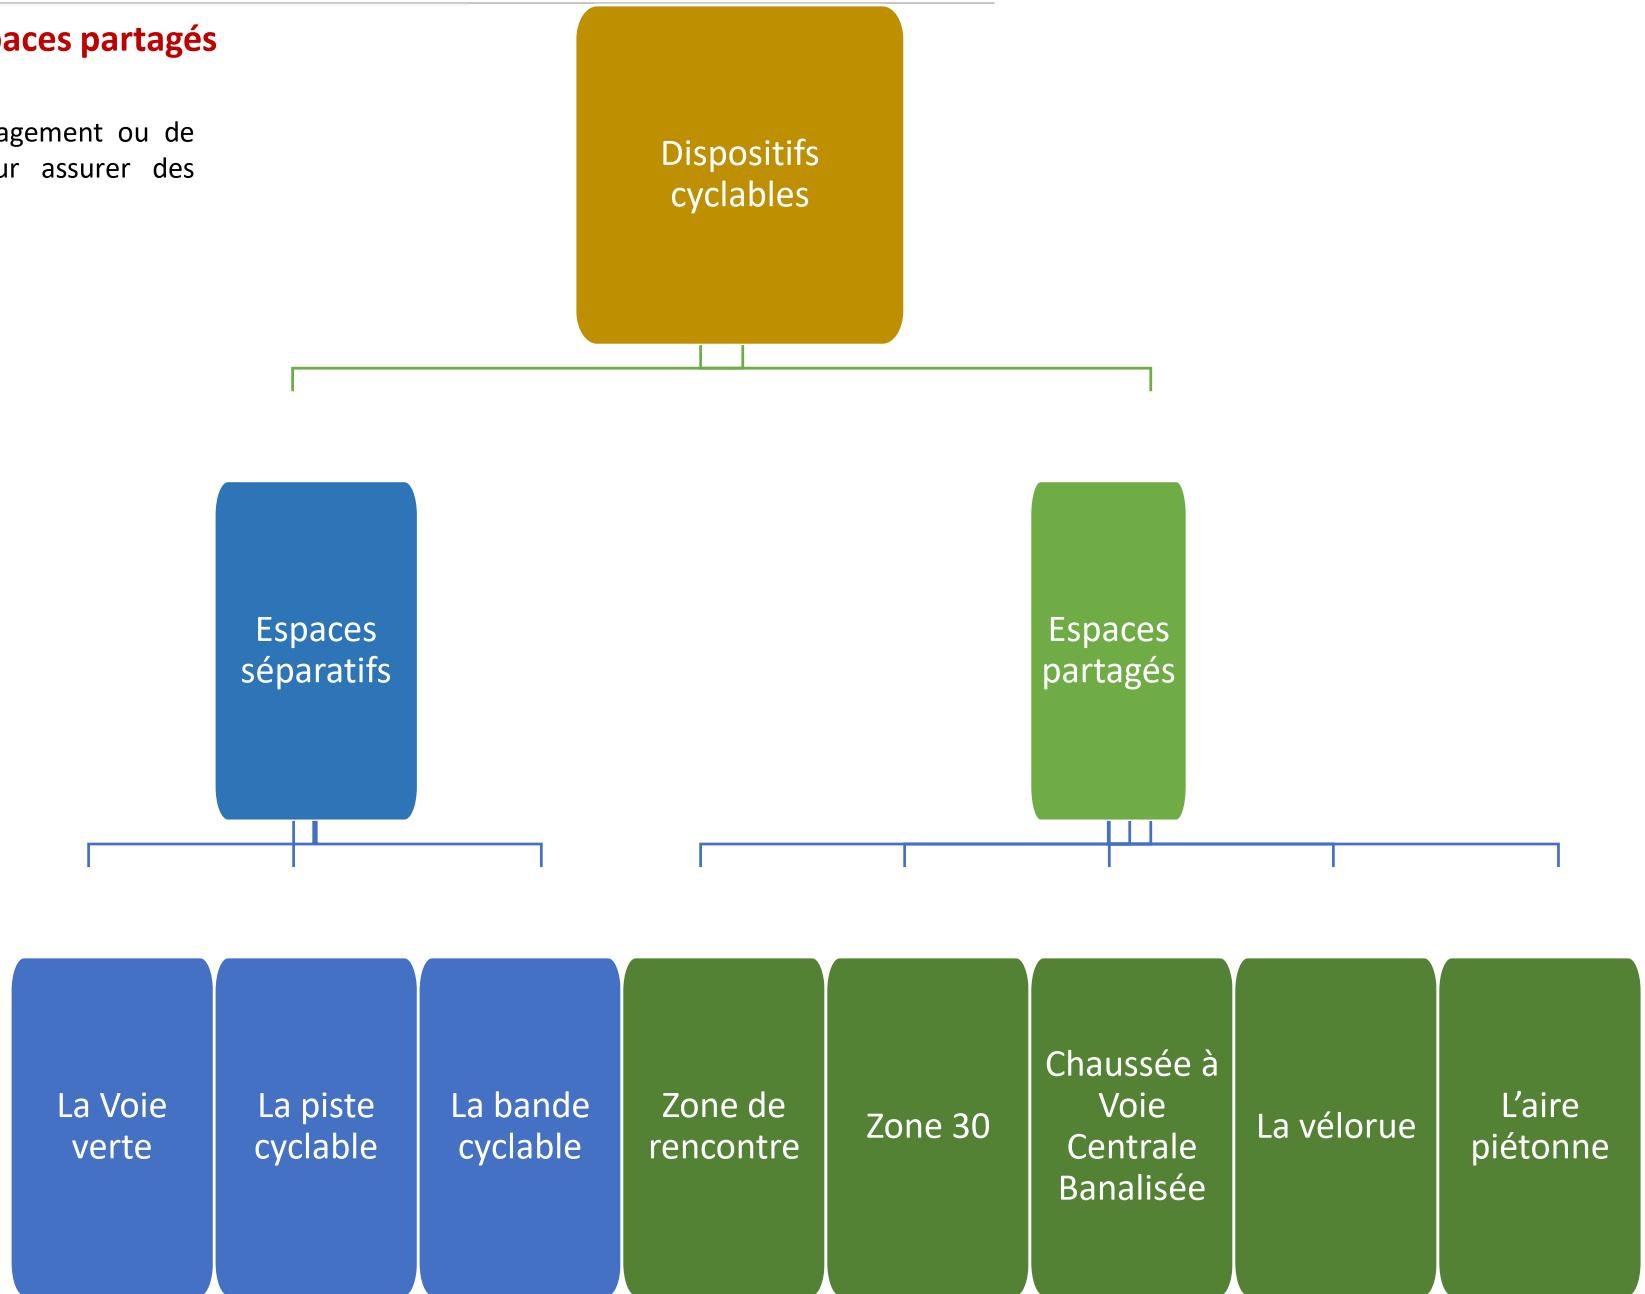 paces partagés
agement ou de
ur assurer des
Dispositifs
cyclables
Espaces
séparatifs
Espaces
partagés
La Voie
verte
La piste
cyclable
La bande
cyclable
Zone de
rencontre
Zone 30
Chaussée à
Voie
Centrale
Banalisée
La vélorue
L’aire
piétonne